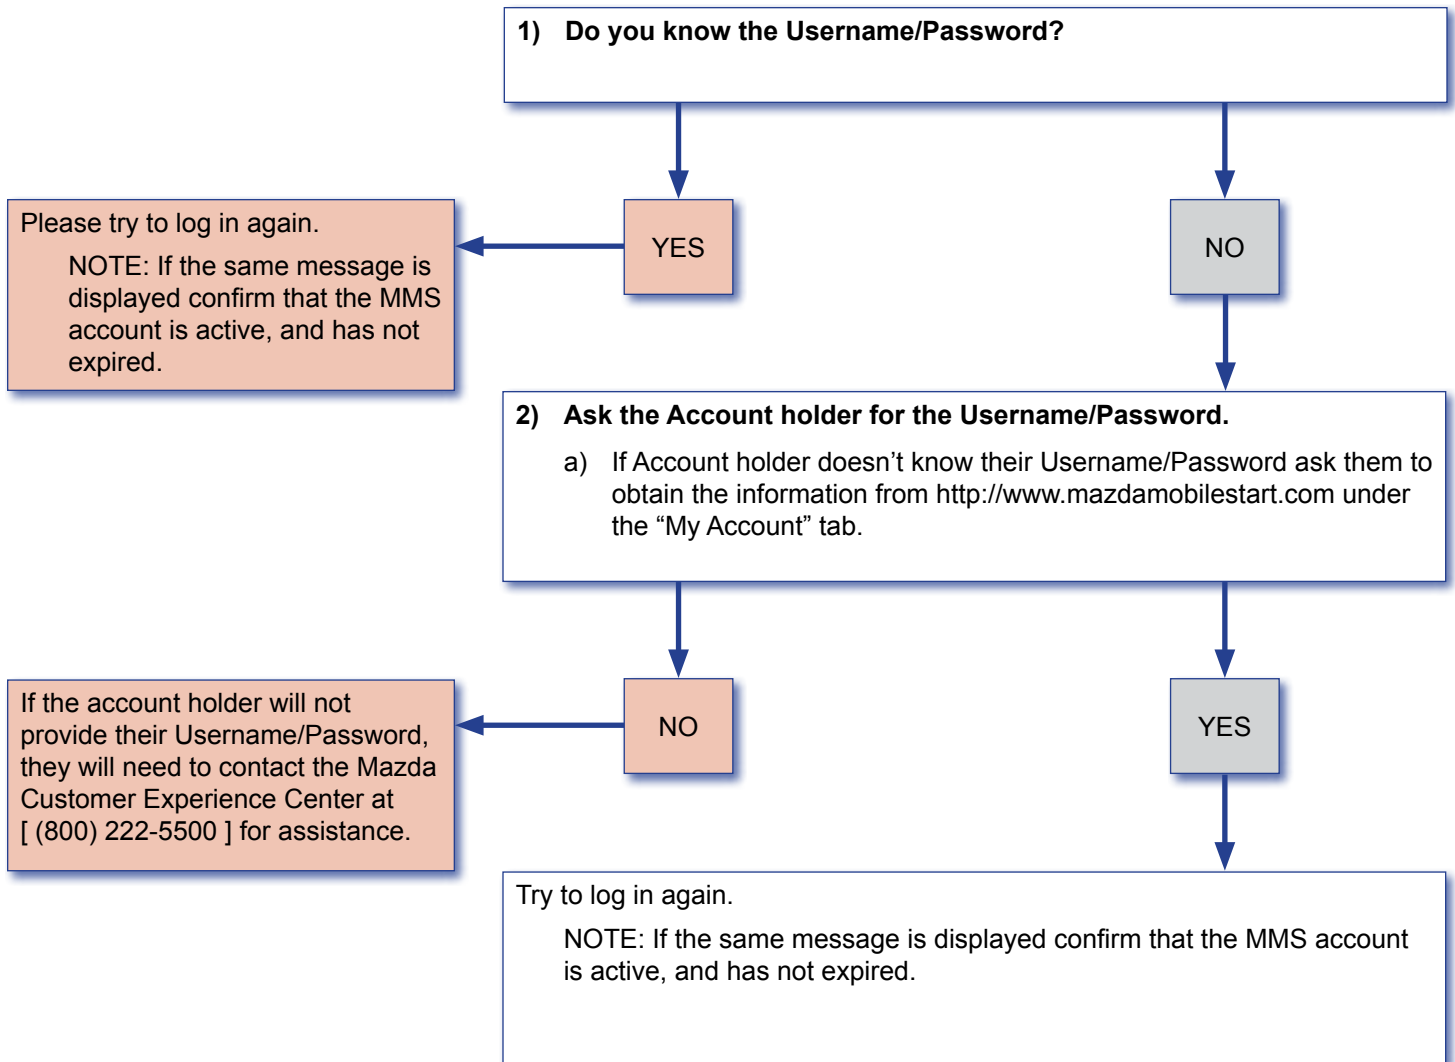 1) Do you know the Username/Password?
YES
NO
Please try to log in again.
NOTE: If the same message is
displayed confirm that the MMS
account is active, and has not
expired.
2) Ask the Account holder for the Username/Password.
a) If Account holder doesn’t know their Username/Password ask them to
obtain the information from http://www.mazdamobilestart.com under
the “My Account” tab.
NO
YES
If the account holder will not
provide their Username/Password,
they will need to contact the Mazda
Customer Experience Center at
[ (800) 222-5500 ] for assistance.
Try to log in again.
NOTE: If the same message is displayed confirm that the MMS account
is active, and has not expired.